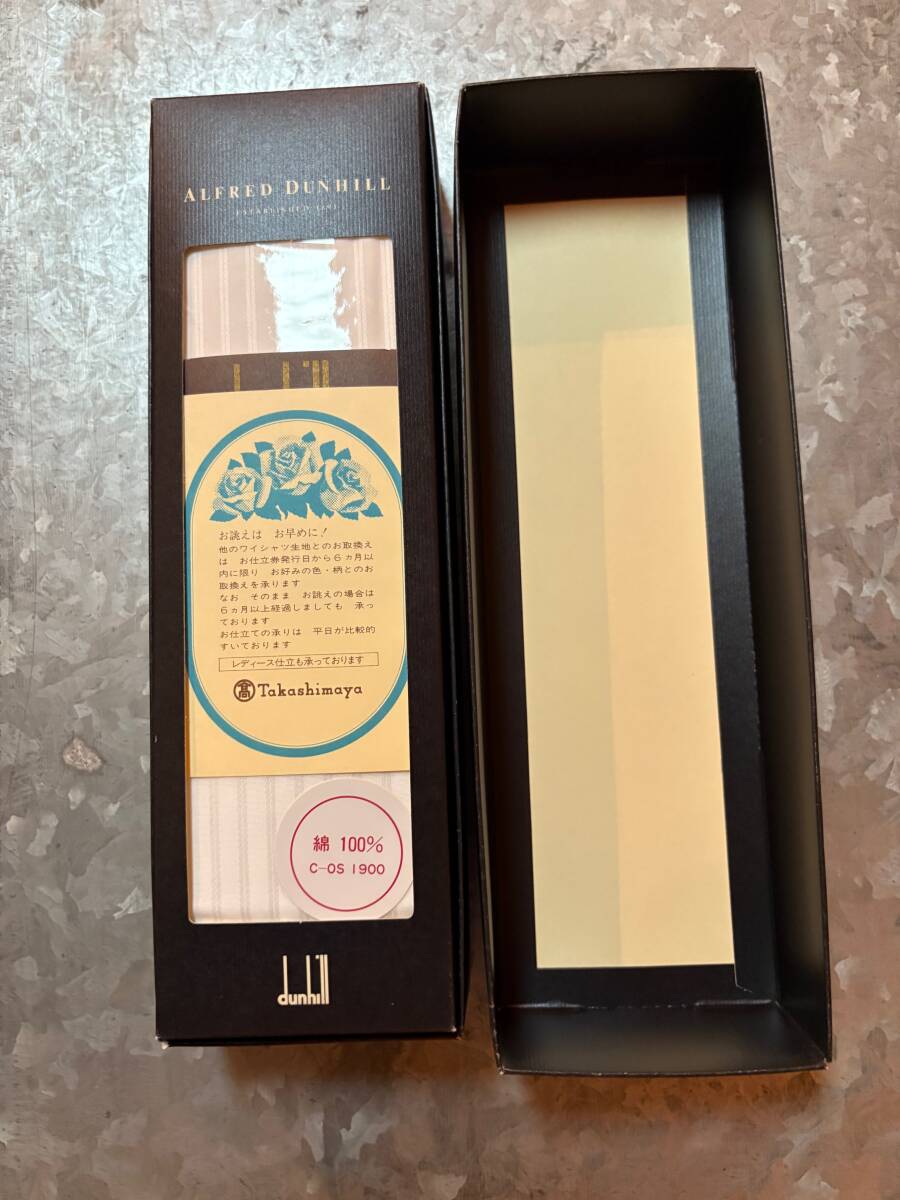 ALFRED DUNHILL
ESTABLISHED 1893
お誂えは お早めに!
他のワイシャツ生地とのお取換え
は お仕立券発行日から6ヵ月以
内に限り お好みの色・柄とのお
取換えを承ります
なお そのまま お誂えの場合は
6ヵ月以上経過しましても 承っ
ております
お仕立ての承りは 平日が比較的
すいております
レディース仕立も承っております
髙 Takashimaya
綿 100%
C-OS 1900
dunhill